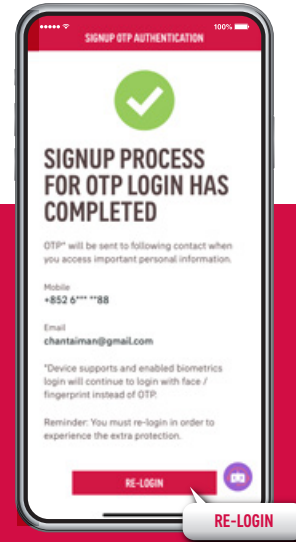 100%
SIGNUP OTP AUTHENTICATION
SIGNUP PROCESS
FOR OTP LOGIN HAS
COMPLETED
OTP* will be sent to following contact when
you access important personal information.
Mobile
+852 6*** **88
Email
chantaiman@gmail.com
*Device supports and enabled biometrics
login will continue to login with face /
fingerprint instead of OTP.
Reminder: You must re-login in order to
experience the extra protection.
RE-LOGIN
RE-LOGIN